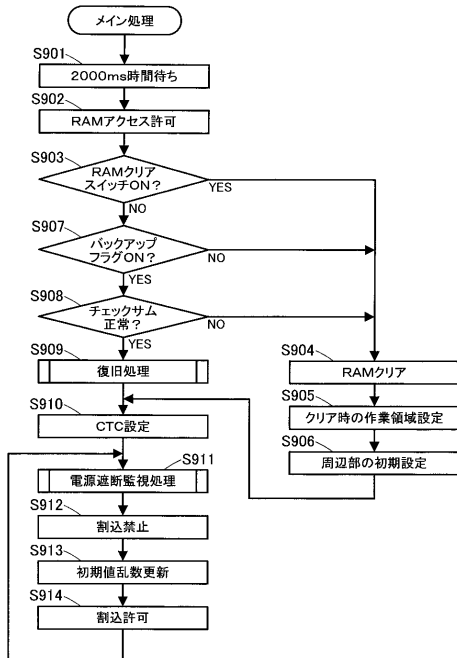 メイン処理
S901
2000ms時間待ち
S902
RAMアクセス許可
S903
RAMクリア
スイッチON？
YES
NO
S907
バックアップ
フラグON？
NO
YES
S908
チェックサム
正常？
NO
YES
S909
復旧処理
S904
RAMクリア
S905
クリア時の作業領域設定
S906
周辺部の初期設定
S910
CTC設定
S911
電源遮断監視処理
S912
割込禁止
S913
初期値乱数更新
S914
割込許可